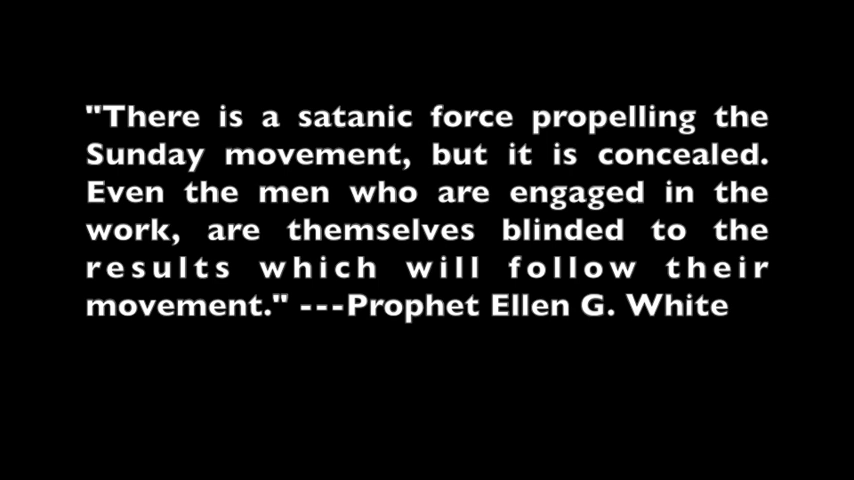 "There is a satanic force propelling the
Sunday movement, but it is concealed.
Even the men who are engaged in the
work, are themselves blinded to the
results which will follow their
movement." ---Prophet Ellen G. White